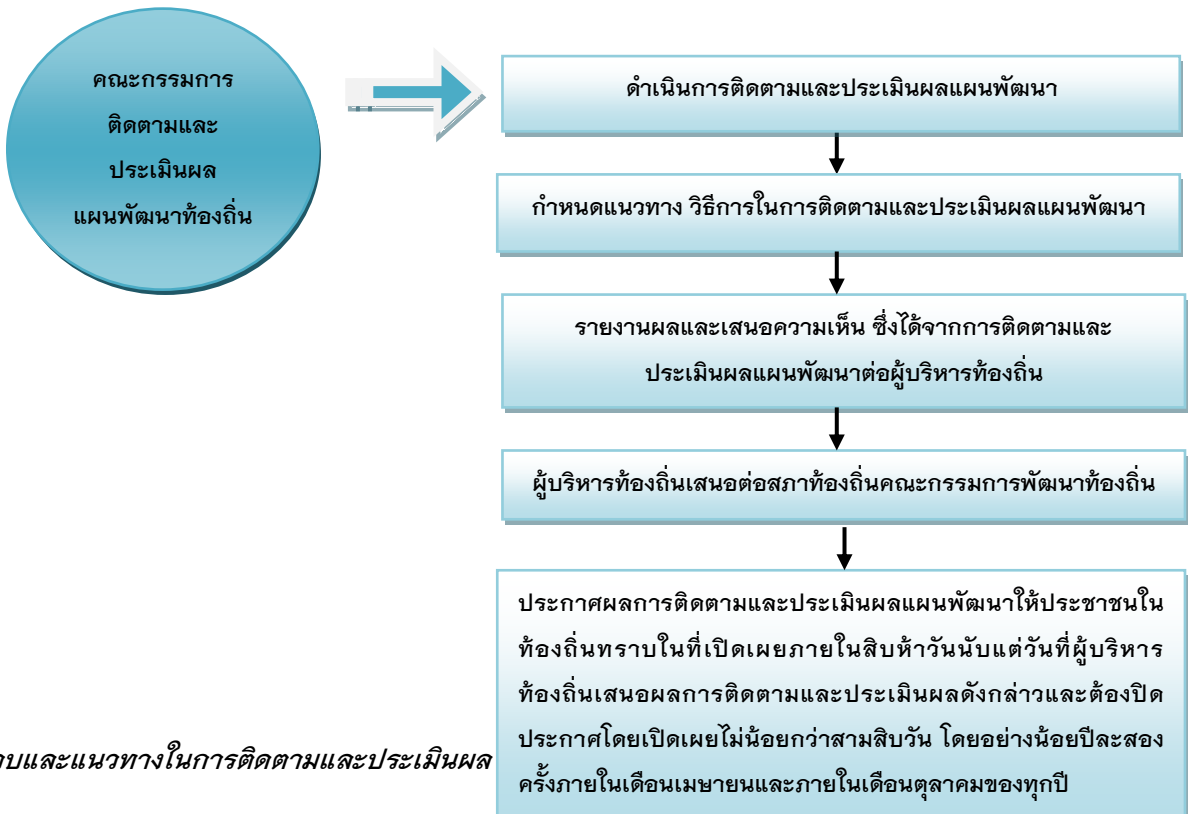 คณะกรรมการ
ติดตามและ
ประเมินผล
แผนพัฒนาท้องถิ่น
ดำเนินการติดตามและประเมินผลแผนพัฒนา
กำหนดแนวทาง วิธีการในการติดตามและประเมินผลแผนพัฒนา
รายงานผลและเสนอความเห็น ซึ่งได้จากการติดตามและ
ประเมินผลแผนพัฒนาต่อผู้บริหารท้องถิ่น
ผู้บริหารท้องถิ่นเสนอต่อสภาท้องถิ่นคณะกรรมการพัฒนาท้องถิ่น
ประกาศผลการติดตามและประเมินผลแผนพัฒนาให้ประชาชนใน
ท้องถิ่นทราบในที่เปิดเผยภายในสิบห้าวันนับแต่วันที่ผู้บริหาร
ท้องถิ่นเสนอผลการติดตามและประเมินผลดังกล่าวและต้องปิด
ประกาศโดยเปิดเผยไม่น้อยกว่าสามสิบวัน โดยอย่างน้อยปีละสอง
ครั้งภายในเดือนเมษายนและภายในเดือนตุลาคมของทุกปี
และแนวทางในการติดตามและประเมินผล